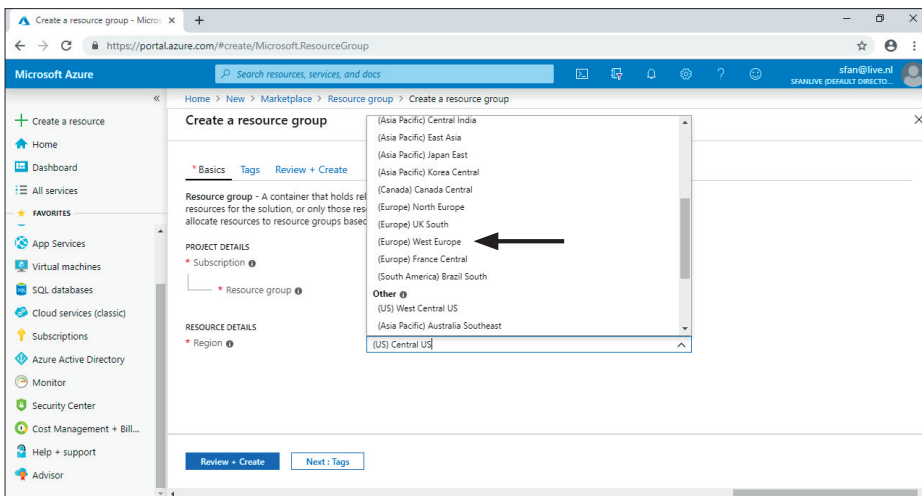 Create a resource group - Micros
https://portal.azure.com/#create/Microsoft.ResourceGroup
Microsoft Azure
Search resources, services, and docs
sfan@live.nl
SFANLIVE (DEFAULT DIRECTO...
Home > New > Marketplace > Resource group > Create a resource group
Create a resource
Home
Dashboard
All services
FAVORITES
App Services
Virtual machines
SQL databases
Cloud services (classic)
Subscriptions
Azure Active Directory
Monitor
Security Center
Cost Management + Bill...
Help + support
Advisor
Create a resource group
* Basics Tags Review + Create
Resource group - A container that holds rel
resources for the solution, or only those res
allocate resources to resource groups based
PROJECT DETAILS
* Subscription
* Resource group
RESOURCE DETAILS
* Region
(Asia Pacific) Central India
(Asia Pacific) East Asia
(Asia Pacific) Japan East
(Asia Pacific) Korea Central
(Canada) Canada Central
(Europe) North Europe
(Europe) UK South
(Europe) West Europe
(Europe) France Central
(South America) Brazil South
Other
(US) West Central US
(Asia Pacific) Australia Southeast
(US) Central US
Review + Create
Next : Tags